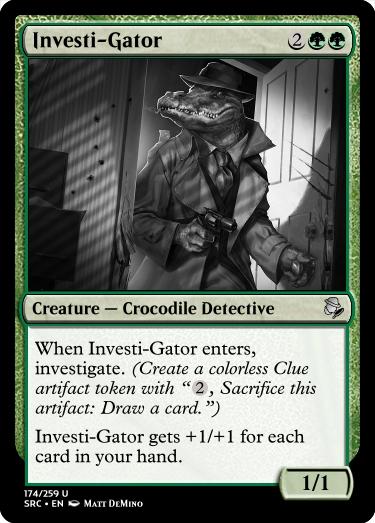 Investi-Gator 2
Creature — Crocodile Detective
When Investi-Gator enters,
investigate. (Create a colorless Clue
artifact token with “2, Sacrifice this
artifact: Draw a card.”)
Investi-Gator gets +1/+1 for each
card in your hand.
1/1
174/259 U
SRC • EN Matt DeMino